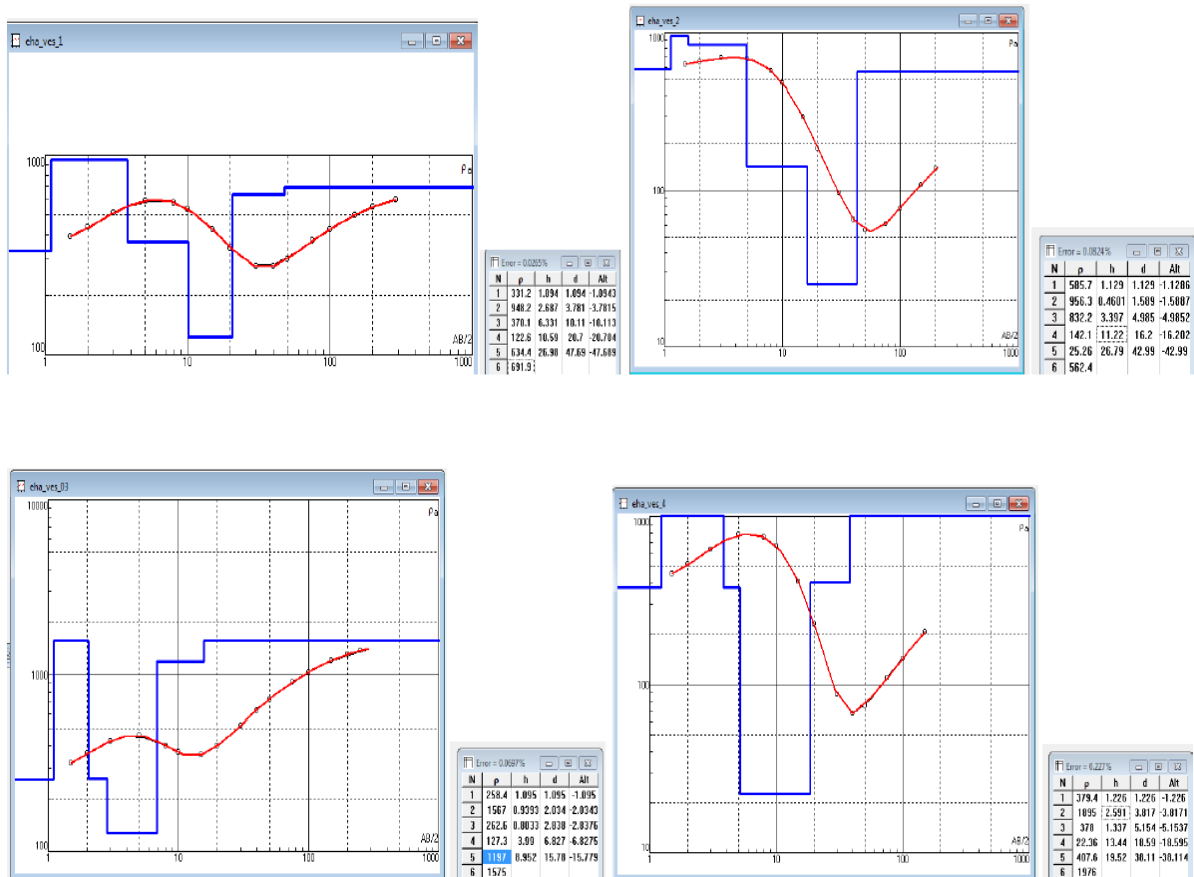 eha_ves_1
1000
ρa
100
AB/2
1
10
100
1000
Error = 0.0265%
N ρ h d Alt
1 331.2 1.094 1.094 -1.0943
2 948.2 2.687 3.781 -3.7815
3 370.1 6.331 10.11 -10.113
4 122.6 10.59 20.7 -20.704
5 634.4 26.98 47.69 -47.689
6 691.9
eha_ves_2
1000
ρa
100
10
AB/2
1
10
100
1000
Error = 0.0824%
N ρ h d Alt
1 585.7 1.129 1.129 -1.1286
2 956.3 0.4601 1.589 -1.5887
3 832.2 3.397 4.985 -4.9852
4 142.1 11.22 16.2 -16.202
5 25.26 26.79 42.99 -42.99
6 562.4
eha_ves_03
10000
ρa
1000
100
AB/2
1
10
100
1000
Error = 0.0697%
N ρ h d Alt
1 258.4 1.095 1.095 -1.095
2 1567 0.9393 2.034 -2.0343
3 262.6 0.8033 2.838 -2.8376
4 127.3 3.99 6.827 -6.8275
5 1197 8.952 15.78 -15.779
6 1575
eha_ves_4
1000
ρa
100
10
AB/2
1
10
100
1000
Error = 0.227%
N ρ h d Alt
1 379.4 1.226 1.226 -1.226
2 1895 2.591 3.817 -3.8171
3 378 1.337 5.154 -5.1537
4 22.36 13.44 18.59 -18.595
5 407.6 19.52 38.11 -38.114
6 1976